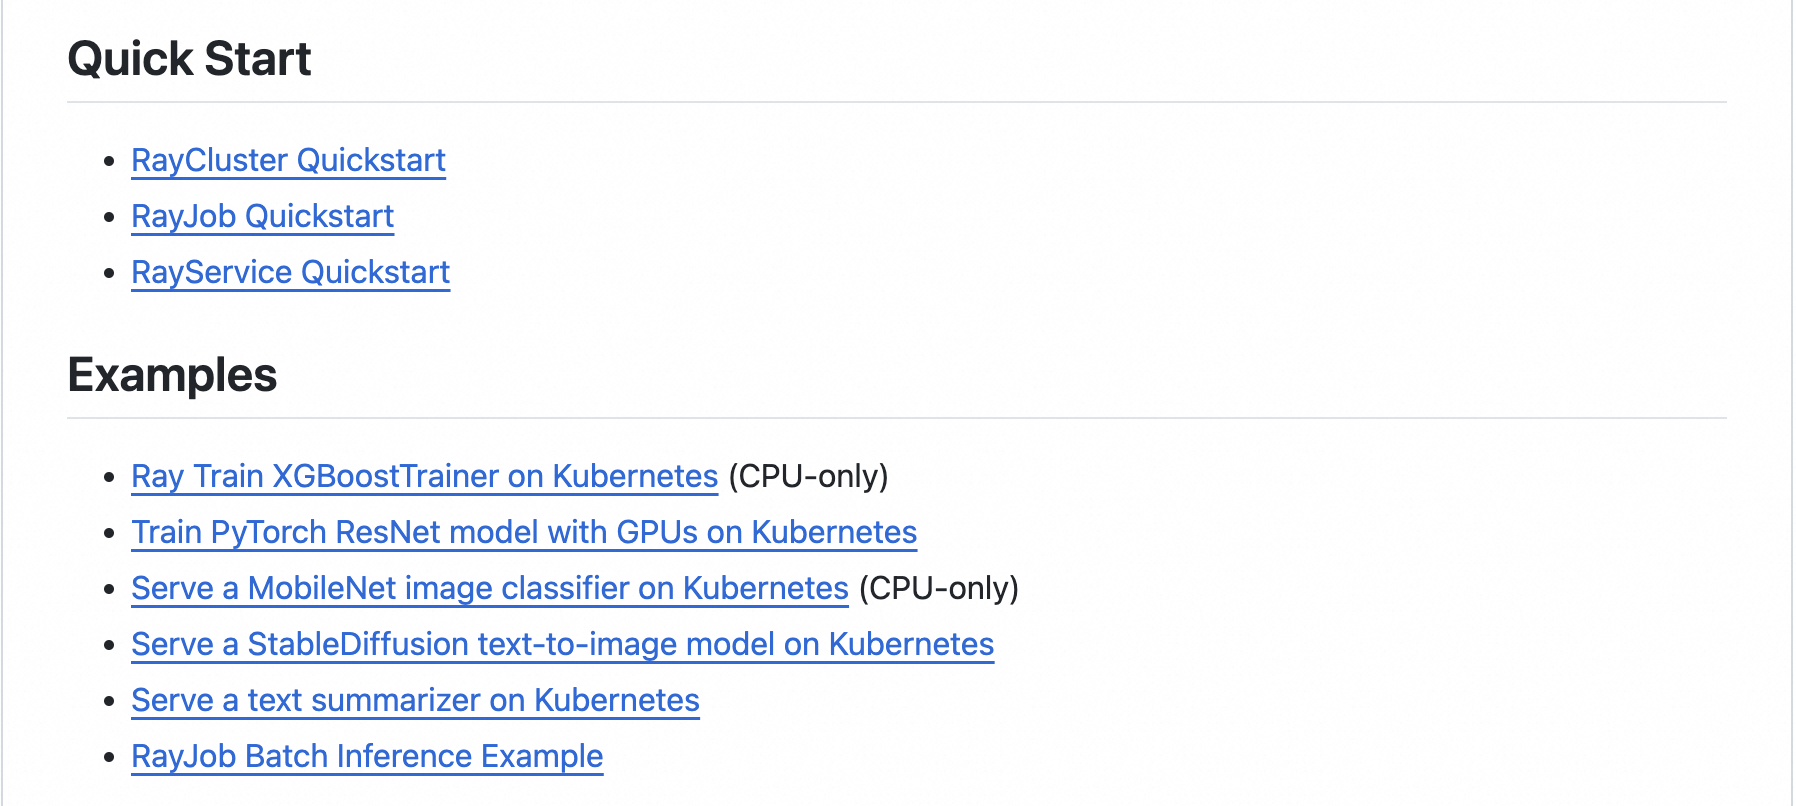 Quick Start
RayCluster Quickstart
RayJob Quickstart
RayService Quickstart
Examples
Ray Train XGBoostTrainer on Kubernetes (CPU-only)
Train PyTorch ResNet model with GPUs on Kubernetes
Serve a MobileNet image classifier on Kubernetes (CPU-only)
Serve a StableDiffusion text-to-image model on Kubernetes
Serve a text summarizer on Kubernetes
RayJob Batch Inference Example